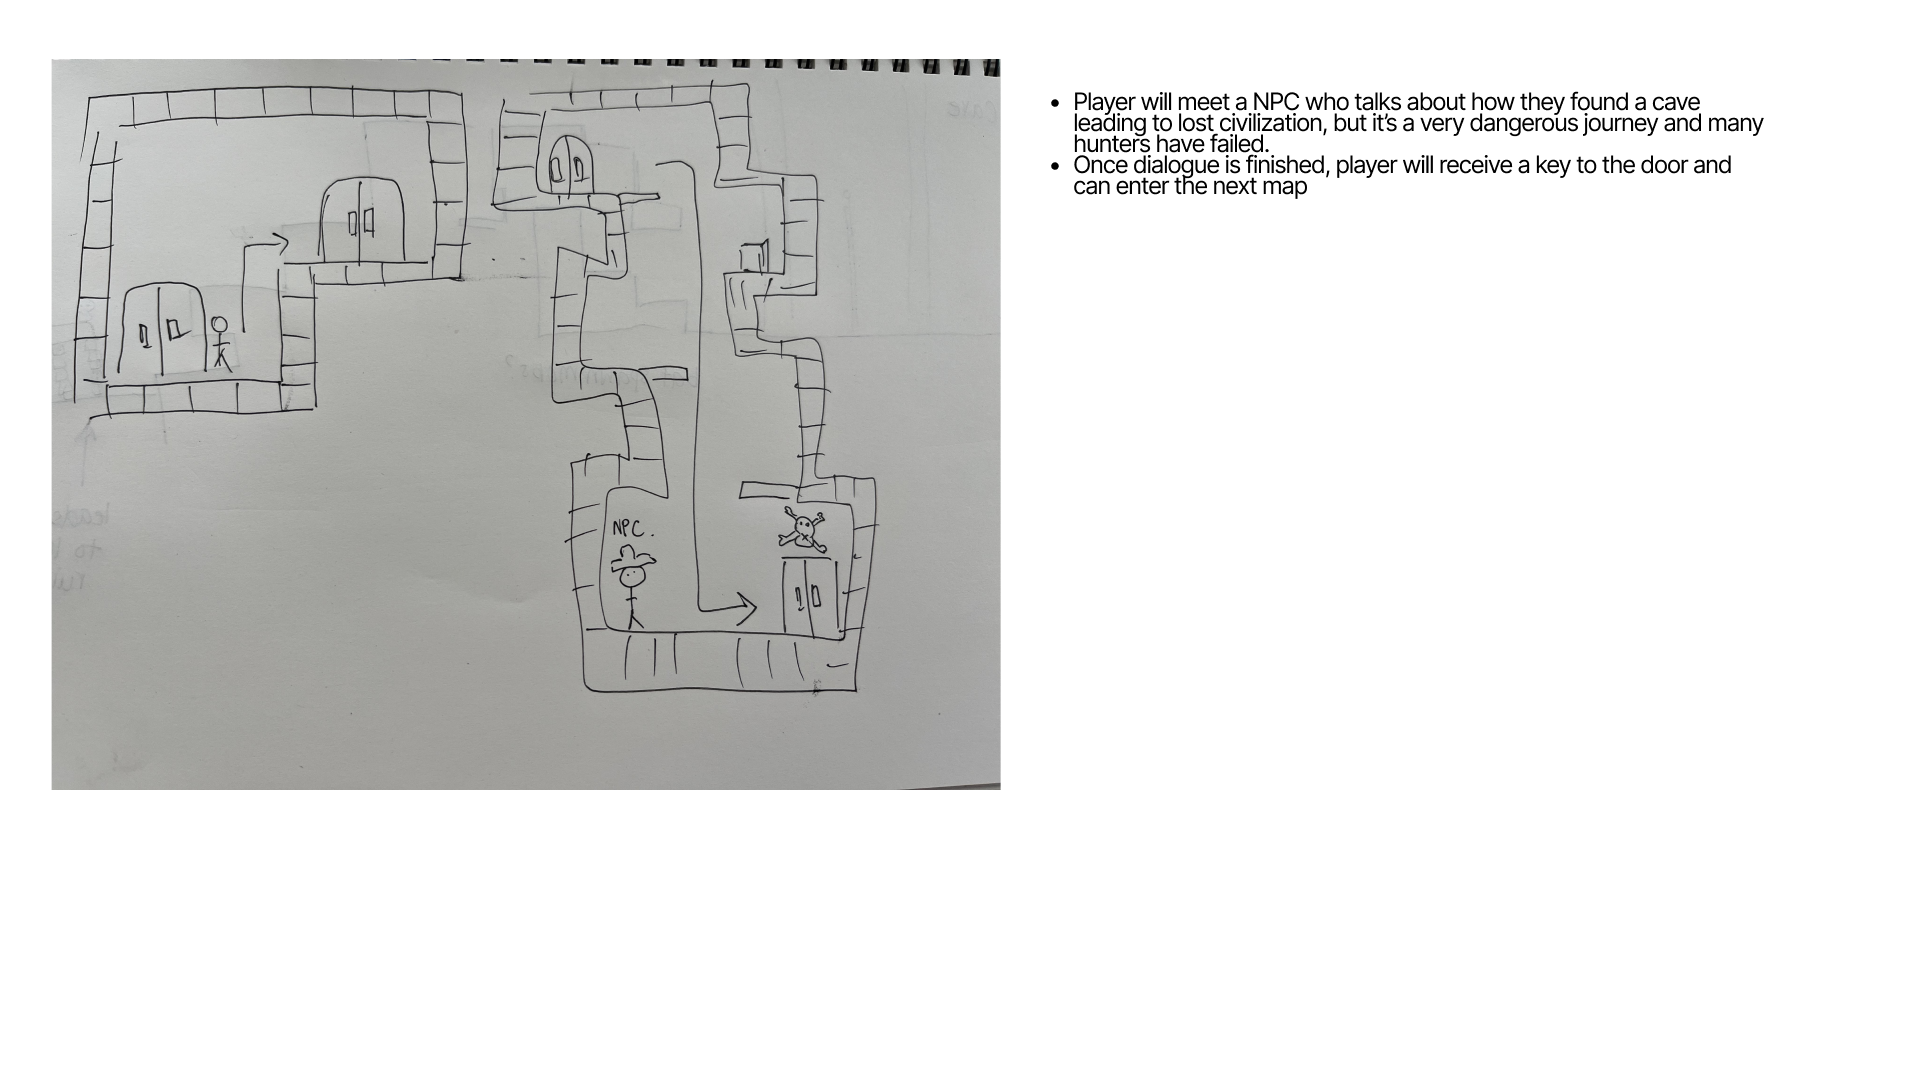 NPC.
• Player will meet a NPC who talks about how they found a cave
leading to lost civilization, but it's a very dangerous journey and many
hunters have failed.
• Once dialogue is finished, player will receive a key to the door and
can enter the next map